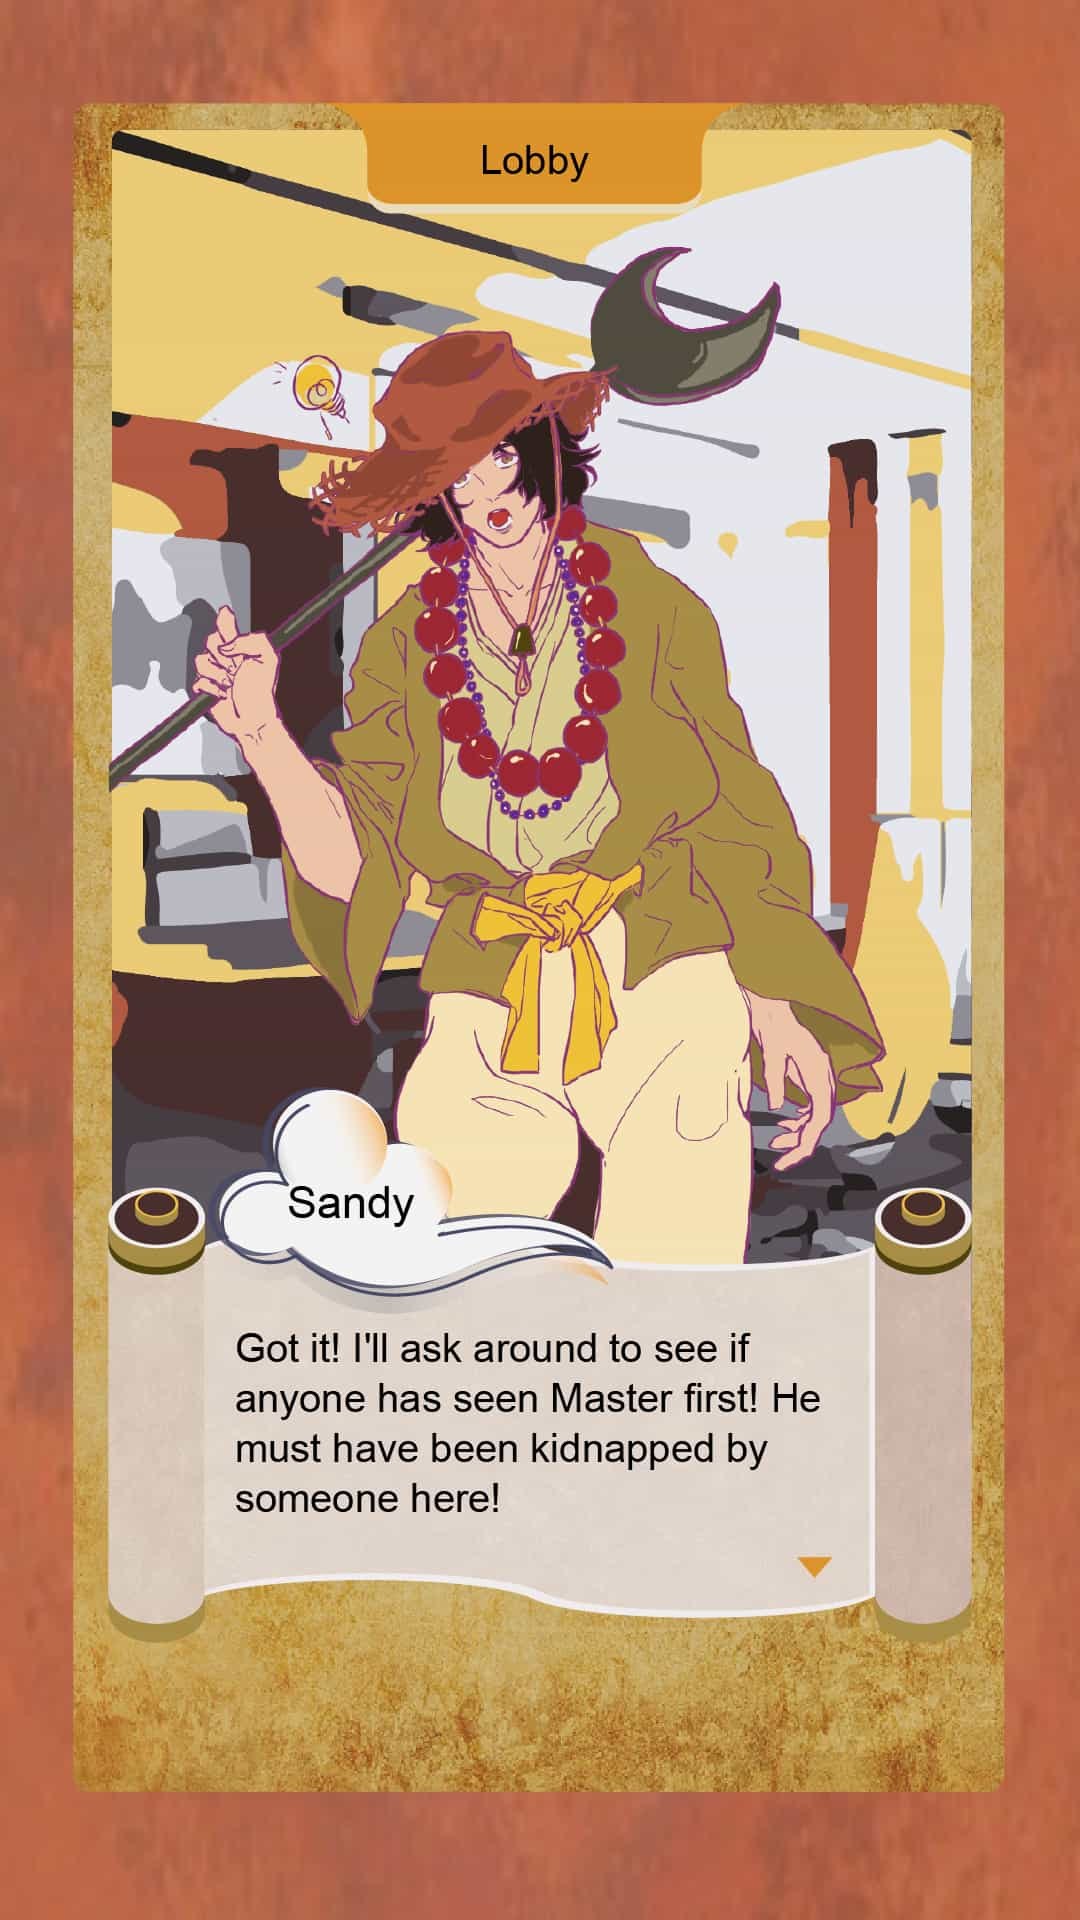 Lobby
Sandy
Got it! I'll ask around to see if
anyone has seen Master first! He
must have been kidnapped by
someone here!